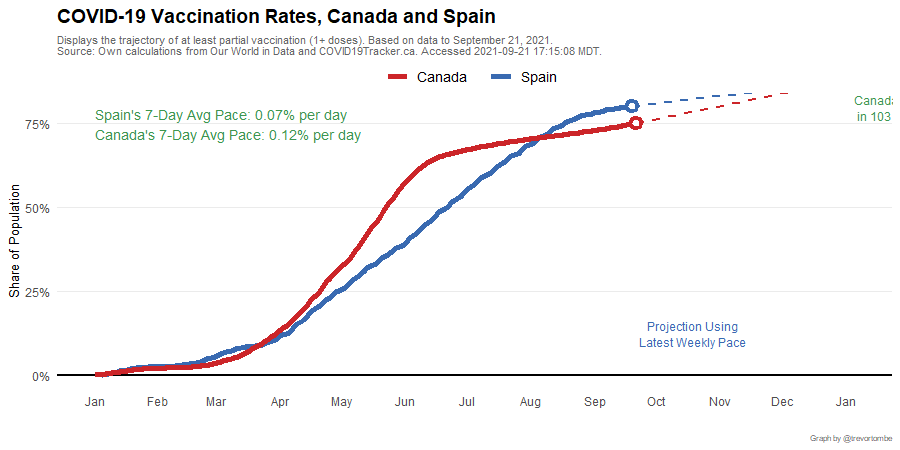 COVID-19 Vaccination Rates, Canada and Spain
Displays the trajectory of at least partial vaccination (1+ doses). Based on data to September 21, 2021.
Source: Own calculations from Our World in Data and COVID19Tracker.ca. Accessed 2021-09-21 17:15:08 MDT.
Canada Spain
Spain's 7-Day Avg Pace: 0.07% per day
Canada's 7-Day Avg Pace: 0.12% per day
in 103
75%
50%
25%
0%
Share of Population
Projection Using
Latest Weekly Pace
Jan Feb Mar Apr May Jun Jul Aug Sep Oct Nov Dec Jan
Graph by @trevortombe